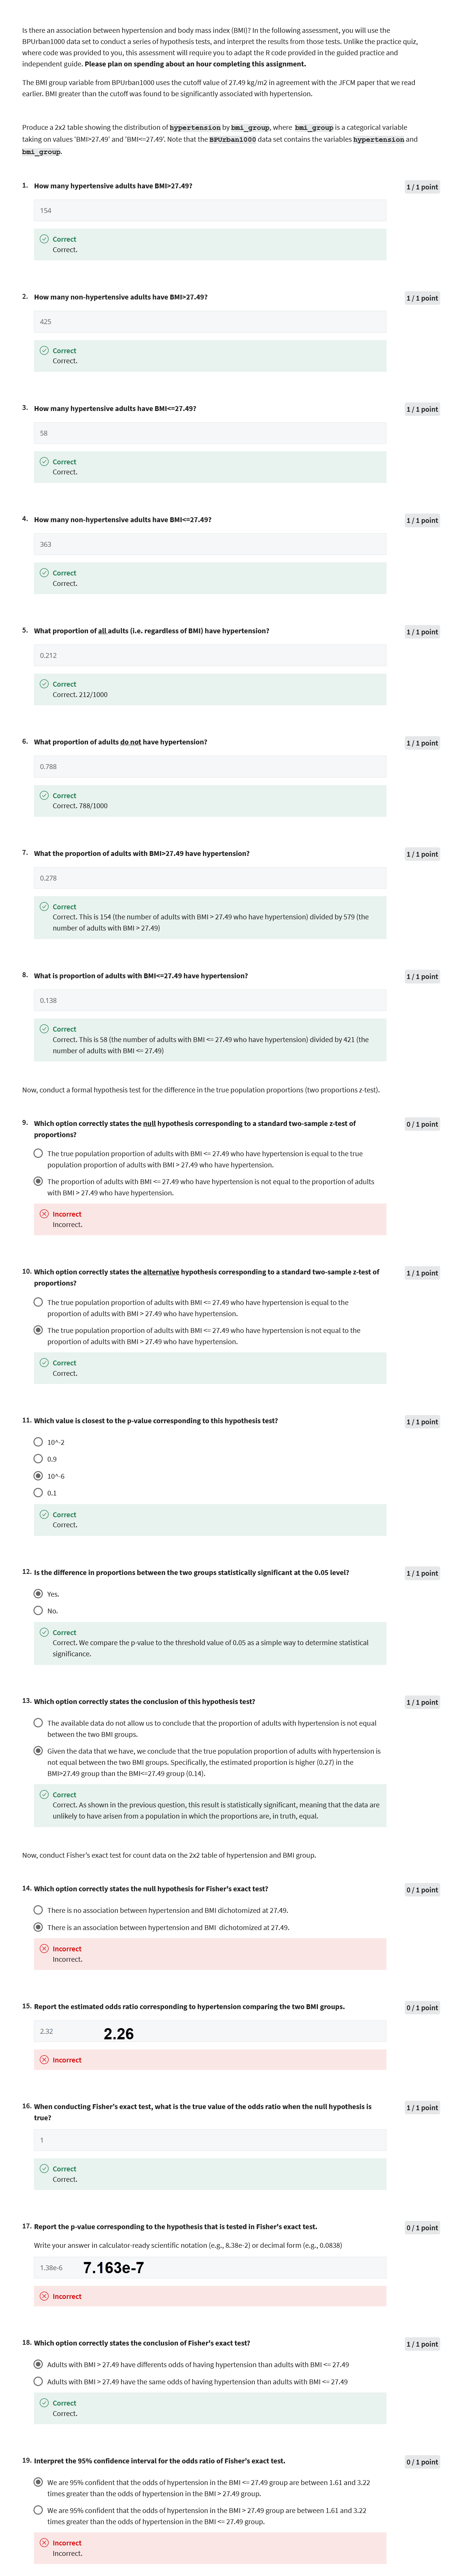 Is there an association between hypertension and body mass index (BMI)? In the following assessment, you will use the
BPUrban1000 data set to conduct a series of hypothesis tests, and interpret the results from those tests. Unlike the practice quiz,
where code was provided to you, this assessment will require you to adapt the R code provided in the guided practice and
independent guide. Please plan on spending about an hour completing this assignment.
The BMI group variable from BPUrban1000 uses the cutoff value of 27.49 kg/m2 in agreement with the JFCM paper that we read
earlier. BMI greater than the cutoff was found to be significantly associated with hypertension.
Produce a 2x2 table showing the distribution of hypertension by bmi_group, where bmi_group is a categorical variable
taking on values 'BMI>27.49' and 'BMI<=27.49'. Note that the BPUrban1000 data set contains the variables hypertension and
bmi_group.
1. How many hypertensive adults have BMI>27.49?
1 / 1 point
154
Correct
Correct.
2. How many non-hypertensive adults have BMI>27.49?
1 / 1 point
425
Correct
Correct.
3. How many hypertensive adults have BMI<=27.49?
1 / 1 point
58
Correct
Correct.
4. How many non-hypertensive adults have BMI<=27.49?
1 / 1 point
363
Correct
Correct.
5. What proportion of all adults (i.e. regardless of BMI) have hypertension?
1 / 1 point
0.212
Correct
Correct. 212/1000
6. What proportion of adults do not have hypertension?
1 / 1 point
0.788
Correct
Correct. 788/1000
7. What the proportion of adults with BMI>27.49 have hypertension?
1 / 1 point
0.278
Correct
Correct. This is 154 (the number of adults with BMI > 27.49 who have hypertension) divided by 579 (the
number of adults with BMI > 27.49)
8. What is proportion of adults with BMI<=27.49 have hypertension?
1 / 1 point
0.138
Correct
Correct. This is 58 (the number of adults with BMI <= 27.49 who have hypertension) divided by 421 (the
number of adults with BMI <= 27.49)
Now, conduct a formal hypothesis test for the difference in the true population proportions (two proportions z-test).
9. Which option correctly states the null hypothesis corresponding to a standard two-sample z-test of
proportions?
0 / 1 point
The true population proportion of adults with BMI <= 27.49 who have hypertension is equal to the true
population proportion of adults with BMI > 27.49 who have hypertension.
The proportion of adults with BMI <= 27.49 who have hypertension is not equal to the proportion of adults
with BMI > 27.49 who have hypertension.
Incorrect
Incorrect.
10. Which option correctly states the alternative hypothesis corresponding to a standard two-sample z-test of
proportions?
1 / 1 point
The true population proportion of adults with BMI <= 27.49 who have hypertension is equal to the
proportion of adults with BMI > 27.49 who have hypertension.
The true population proportion of adults with BMI <= 27.49 who have hypertension is not equal to the
proportion of adults with BMI > 27.49 who have hypertension.
Correct
Correct.
11. Which value is closest to the p-value corresponding to this hypothesis test?
1 / 1 point
10^-2
0.9
10^-6
0.1
Correct
Correct.
12. Is the difference in proportions between the two groups statistically significant at the 0.05 level?
1 / 1 point
Yes.
No.
Correct
Correct. We compare the p-value to the threshold value of 0.05 as a simple way to determine statistical
significance.
13. Which option correctly states the conclusion of this hypothesis test?
1 / 1 point
The available data do not allow us to conclude that the proportion of adults with hypertension is not equal
between the two BMI groups.
Given the data that we have, we conclude that the true population proportion of adults with hypertension is
not equal between the two BMI groups. Specifically, the estimated proportion is higher (0.27) in the
BMI>27.49 group than the BMI<=27.49 group (0.14).
Correct
Correct. As shown in the previous question, this result is statistically significant, meaning that the data are
unlikely to have arisen from a population in which the proportions are, in truth, equal.
Now, conduct Fisher's exact test for count data on the 2x2 table of hypertension and BMI group.
14. Which option correctly states the null hypothesis for Fisher's exact test?
0 / 1 point
There is no association between hypertension and BMI dichotomized at 27.49.
There is an association between hypertension and BMI dichotomized at 27.49.
Incorrect
Incorrect.
15. Report the estimated odds ratio corresponding to hypertension comparing the two BMI groups.
0 / 1 point
2.32 2.26
Incorrect
16. When conducting Fisher's exact test, what is the true value of the odds ratio when the null hypothesis is
true?
1 / 1 point
1
Correct
Correct.
17. Report the p-value corresponding to the hypothesis that is tested in Fisher's exact test.
0 / 1 point
Write your answer in calculator-ready scientific notation (e.g., 8.38e-2) or decimal form (e.g., 0.0838)
1.38e-6 7.163e-7
Incorrect
18. Which option correctly states the conclusion of Fisher's exact test?
1 / 1 point
Adults with BMI > 27.49 have differents odds of having hypertension than adults with BMI <= 27.49
Adults with BMI > 27.49 have the same odds of having hypertension than adults with BMI <= 27.49
Correct
Correct.
19. Interpret the 95% confidence interval for the odds ratio of Fisher's exact test.
0 / 1 point
We are 95% confident that the odds of hypertension in the BMI <= 27.49 group are between 1.61 and 3.22
times greater than the odds of hypertension in the BMI > 27.49 group.
We are 95% confident that the odds of hypertension in the BMI > 27.49 group are between 1.61 and 3.22
times greater than the odds of hypertension in the BMI <= 27.49 group.
Incorrect
Incorrect.